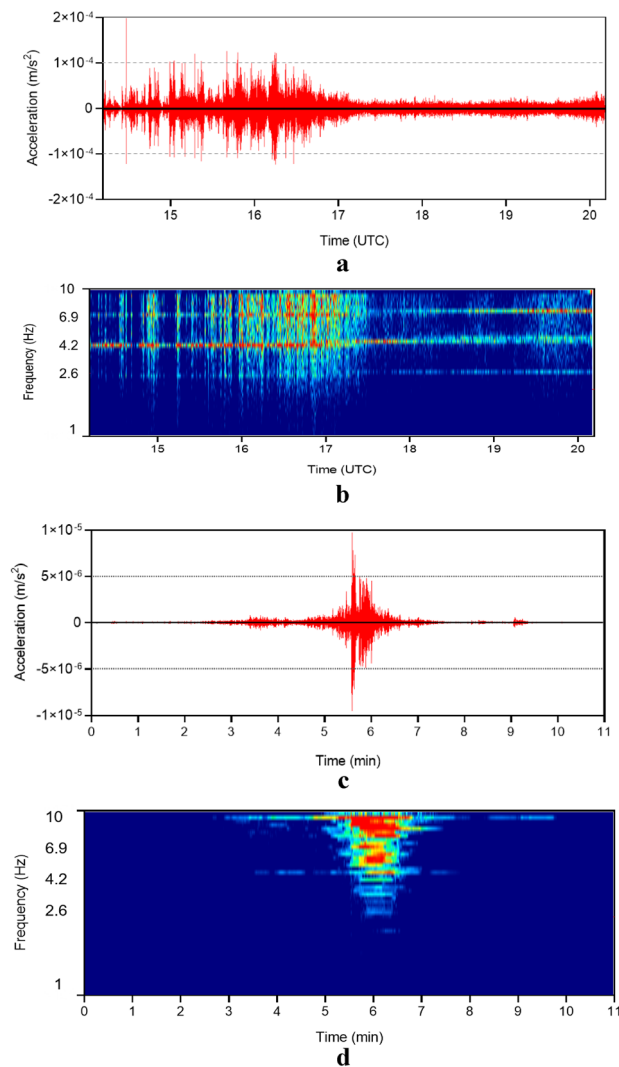 Acceleration (m/s²)
2×10⁻⁴
1×10⁻⁴
0
-1×10⁻⁴
-2×10⁻⁴
15 16 17 18 19 20
Time (UTC)
a
Frequency (Hz)
10
6.9
4.2
2.6
1
15 16 17 18 19 20
Time (UTC)
b
Acceleration (m/s²)
1×10⁻⁵
5×10⁻⁶
0
-5×10⁻⁶
-1×10⁻⁵
0 1 2 3 4 5 6 7 8 9 10 11
Time (min)
c
Frequency (Hz)
10
6.9
4.2
2.6
1
0 1 2 3 4 5 6 7 8 9 10 11
Time (min)
d